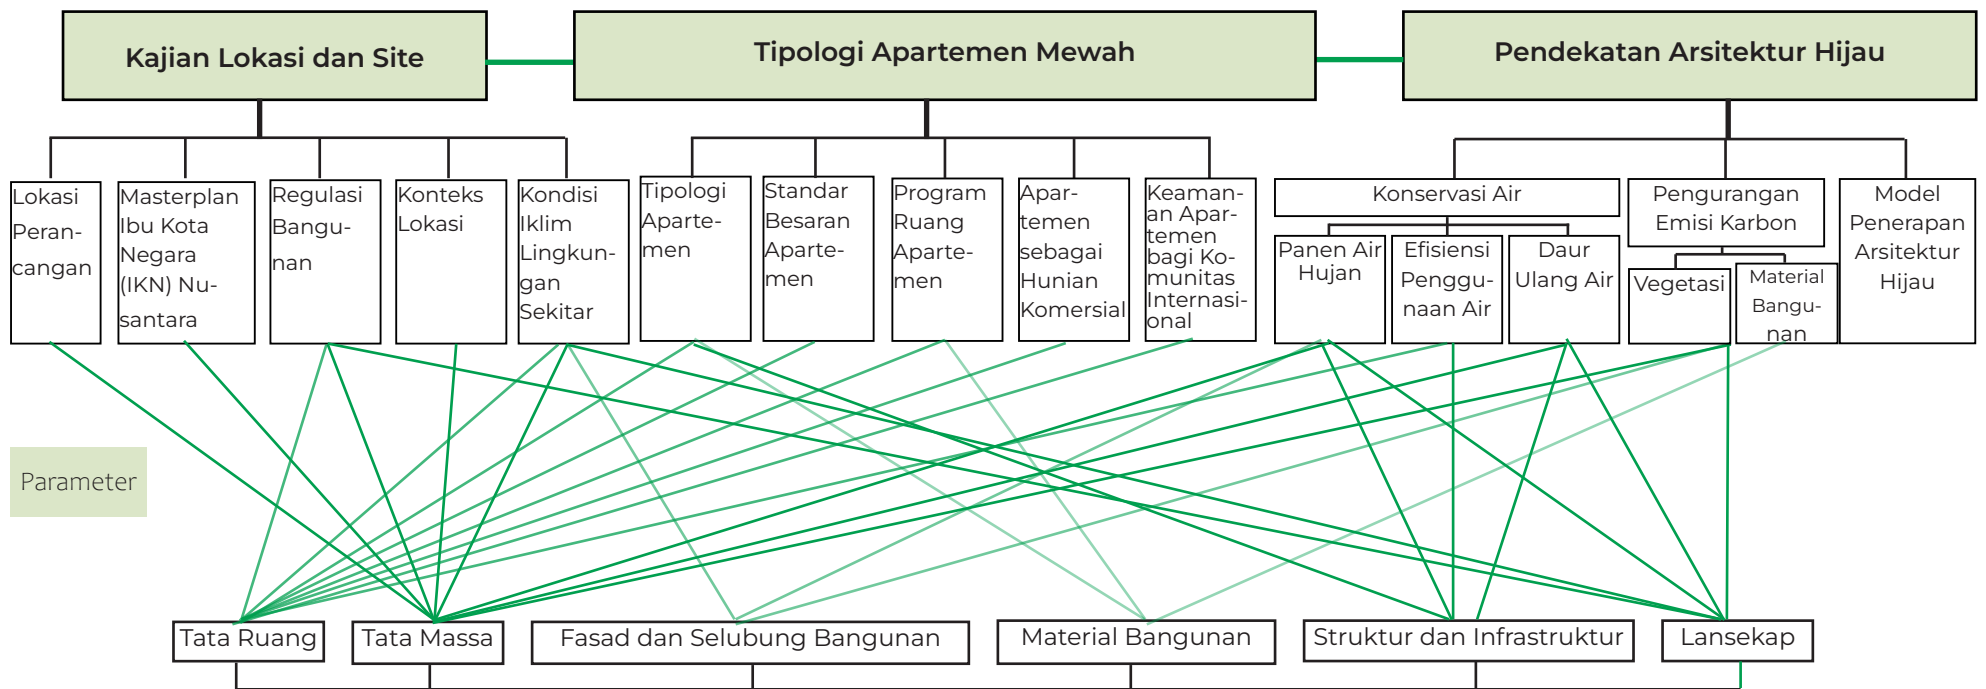 Kajian Lokasi dan Site
Tipologi Apartemen Mewah
Pendekatan Arsitektur Hijau
Lokasi
Peran-
cangan
Masterplan
Ibu Kota
Negara
(IKN) Nu-
santara
Regulasi
Bangu-
nan
Konteks
Lokasi
Kondisi
Iklim
Lingkun-
gan
Sekitar
Tipologi
Aparte-
men
Standar
Besaran
Aparte-
men
Program
Ruang
Aparte-
men
Apar-
temen
sebagai
Hunian
Komersial
Keaman-
an Apar-
temen
bagi Ko-
munitas
Internasi-
onal
Konservasi Air
Panen Air
Hujan
Efisiensi
Penggu-
naan Air
Daur
Ulang Air
Pengurangan
Emisi Karbon
Vegetasi
Material
Bangu-
nan
Model
Penerapan
Arsitektur
Hijau
Parameter
Tata Ruang
Tata Massa
Fasad dan Selubung Bangunan
Material Bangunan
Struktur dan Infrastruktur
Lansekap